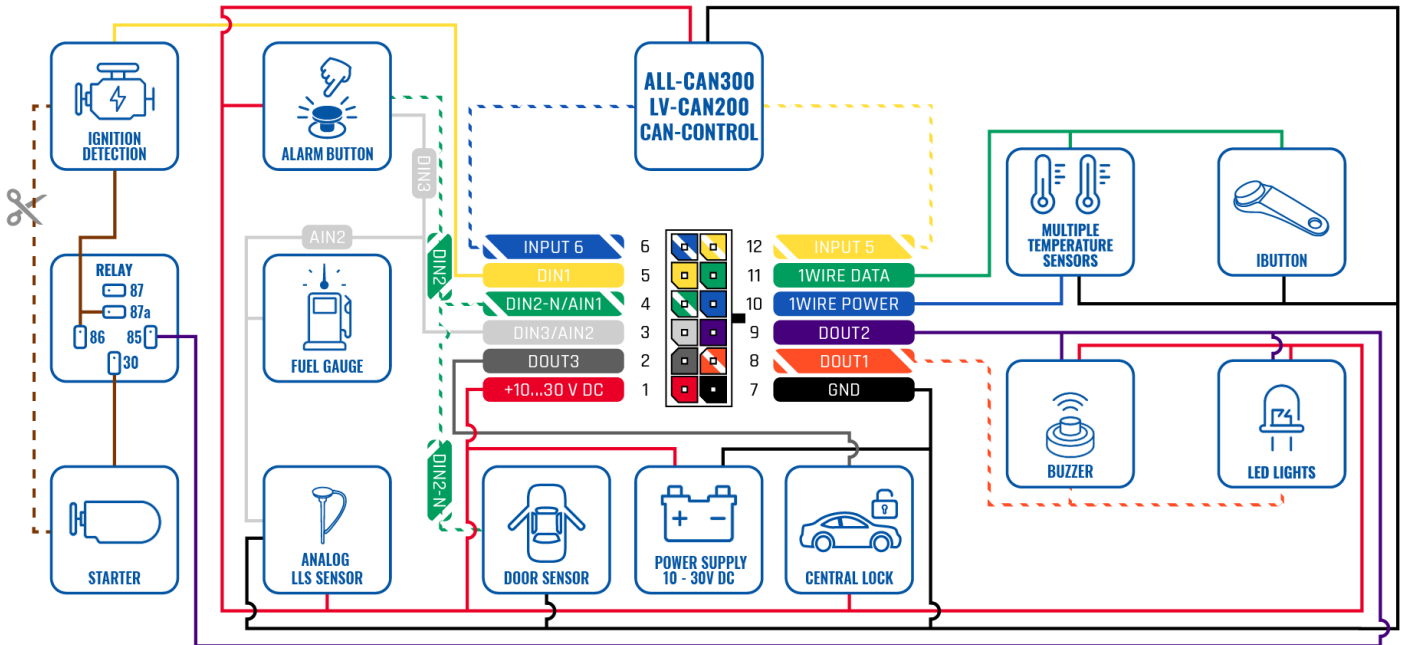 ALL-CAN300
LV-CAN200
CAN-CONTROL
IGNITION
DETECTION
ALARM BUTTON
DIN3
AIN2
DIN2
MULTIPLE
TEMPERATURE
SENSORS
IBUTTON
INPUT 6 6 12 INPUT 5
DIN1 5 11 1WIRE DATA
DIN2-N/AIN1 4 10 1WIRE POWER
DIN3/AIN2 3 9 DOUT2
DOUT3 2 8 DOUT1
+10...30 V DC 1 7 GND
RELAY
87
87a
86 85
30
FUEL GAUGE
DIN2-N
BUZZER
LED LIGHTS
STARTER
ANALOG
LLS SENSOR
DOOR SENSOR
POWER SUPPLY
10 - 30V DC
CENTRAL LOCK